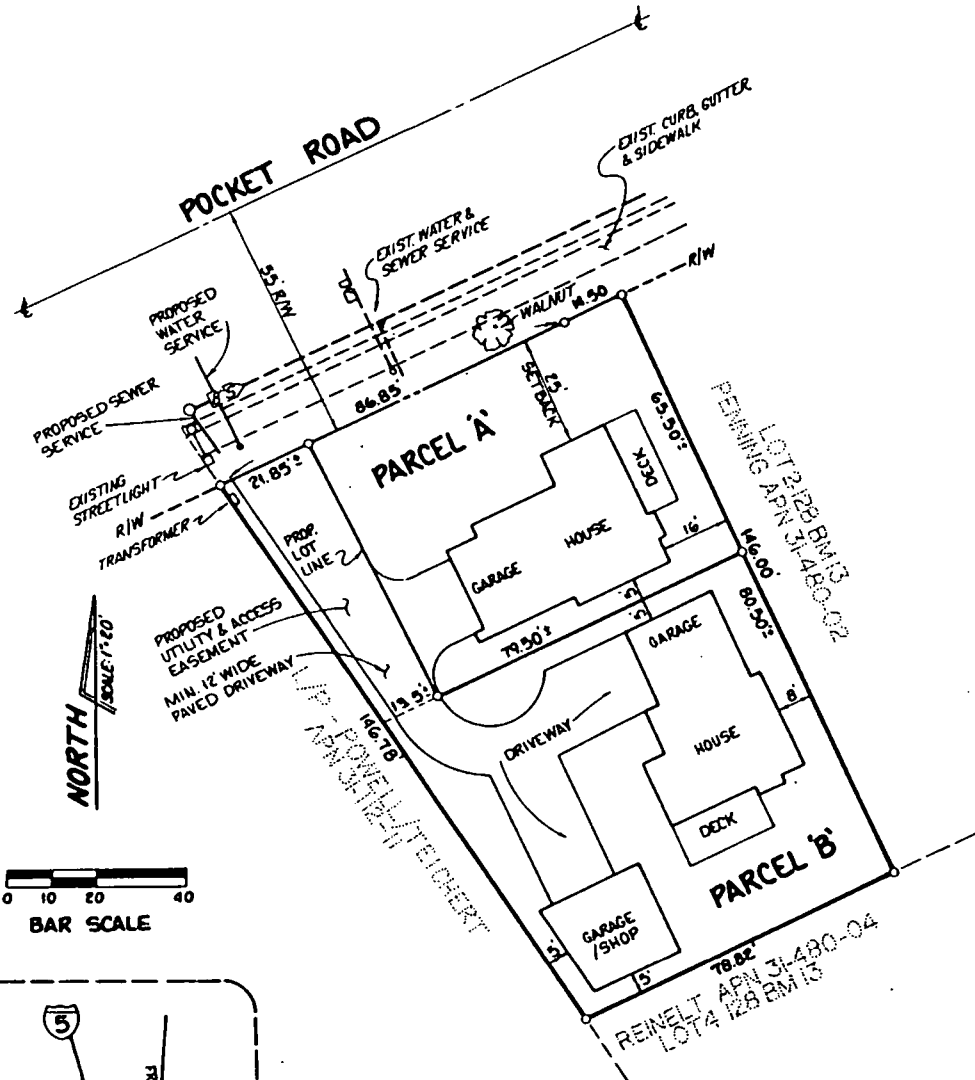 POCKET ROAD
EXIST. CURB, GUTTER
& SIDEWALK
EXIST. WATER &
SEWER SERVICE
55' R/W
PROPOSED
WATER
SERVICE
WALNUT
14.50
R/W
PROPOSED SEWER
SERVICE
86.85'
25'
SETBACK
PARCEL 'A'
65.50'±
PENNING APN 31-480-02
LOT 2 128 BM 13
EXISTING
STREETLIGHT
21.85'±
R/W
TRANSFORMER
DECK
PROP.
LOT
LINE
HOUSE
16'
146.00'
GARAGE
PROPOSED
UTILITY & ACCESS
EASEMENT
5'
5'
79.50'±
80.50'±
GARAGE
MIN. 12' WIDE
PAVED DRIVEWAY
19.5'±
146.78'
8'
DRIVEWAY
HOUSE
NORTH
SCALE: 1"=20'
DECK
PARCEL 'B'
0 10 20 40
BAR SCALE
GARAGE
/SHOP
5'
5'
78.82'
REINELT APN 31-480-04
LOT 4 128 BM 13
5